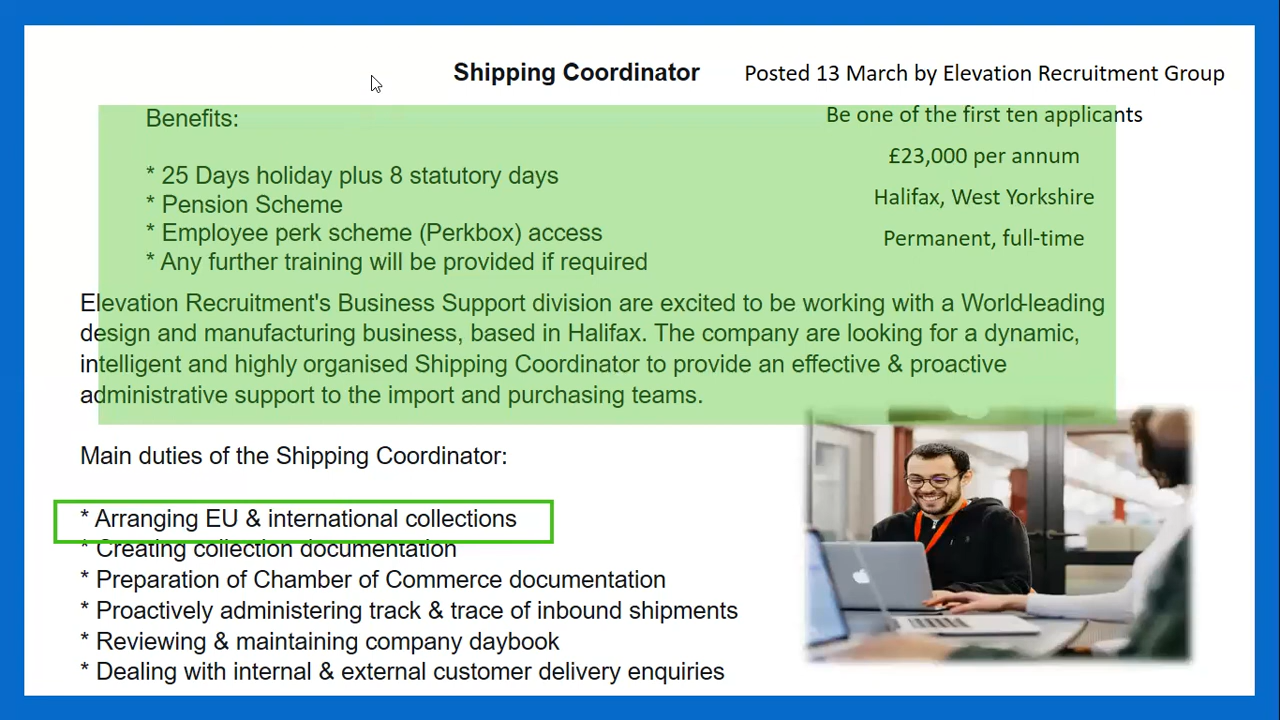 Shipping Coordinator
Posted 13 March by Elevation Recruitment Group
Be one of the first ten applicants
£23,000 per annum
Halifax, West Yorkshire
Permanent, full-time
Benefits:
* 25 Days holiday plus 8 statutory days
* Pension Scheme
* Employee perk scheme (Perkbox) access
* Any further training will be provided if required
Elevation Recruitment's Business Support division are excited to be working with a World-leading
design and manufacturing business, based in Halifax. The company are looking for a dynamic,
intelligent and highly organised Shipping Coordinator to provide an effective & proactive
administrative support to the import and purchasing teams.
Main duties of the Shipping Coordinator:
* Arranging EU & international collections
* Creating collection documentation
* Preparation of Chamber of Commerce documentation
* Proactively administering track & trace of inbound shipments
* Reviewing & maintaining company daybook
* Dealing with internal & external customer delivery enquiries